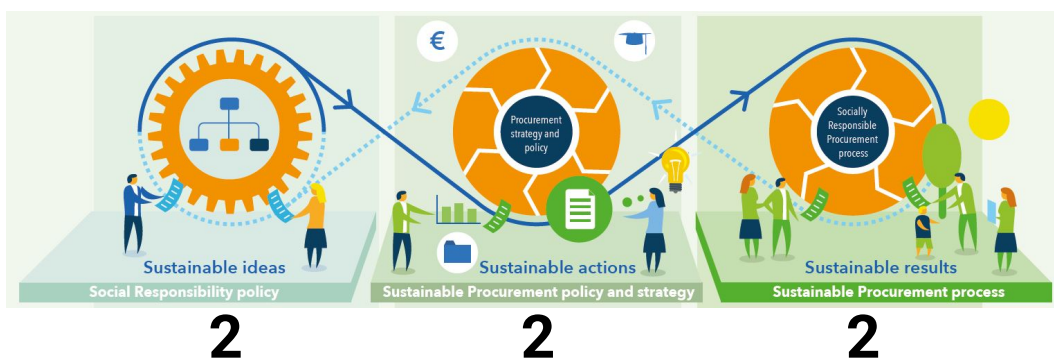 €
Procurement
strategy and
policy
Socially
Responsible
Procurement
process
Sustainable ideas
Sustainable actions
Sustainable results
Social Responsibility policy
Sustainable Procurement policy and strategy
Sustainable Procurement process
2
2
2